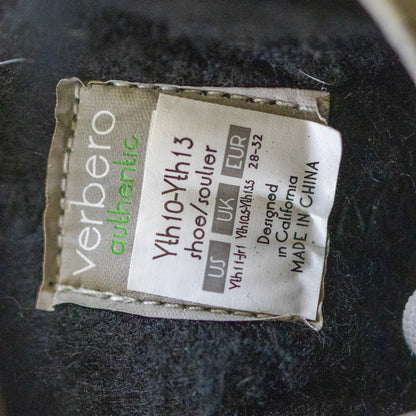 verbero
authentic
Yth10-Yth13
shoe/soulier
US UK EUR
Yth11-Jr1 Yth10.5-Yth13.5 28-32
Designed
in California
MADE IN CHINA